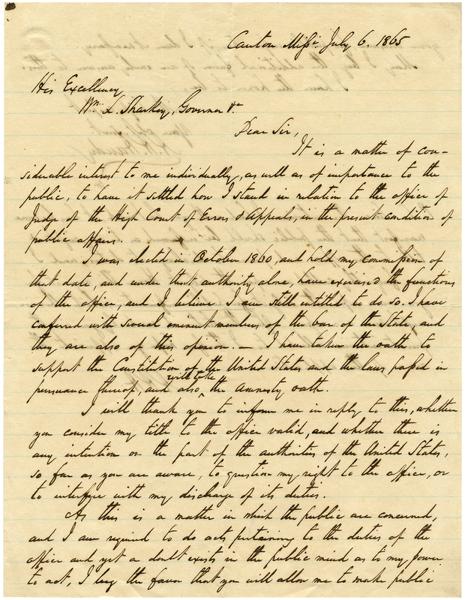 Canton Missi. July 6. 1865
His Excellency
Wm L. Sharkey, Governor &c
Dear Sir,
It is a matter of con-
siderable interest to me individually, as well as of importance to the
public, to have it settled how I stand in relation to the office of
Judge of the High Court of Errors & Appeals, in the present condition of
public affairs.
I was elected in October 1860, and hold my commission of
that date, and under that authority alone, have exercised the functions
of the office, and I believe I am still entitled to do so. I have
conferred with several eminent members of the bar of the State, and
they are also of this opinion. — I have taken the oath to
support the Constitution of the United States and the laws passed in
pursuance thereof, and also the amnesty oath.
I will thank you to inform me in reply to this, whether
you consider my title to the office valid, and whether there is
any intention on the part of the authorities of the United States,
so far as you are aware, to question my right to the office, or
to interfere with my discharge of its duties.
As this is a matter in which the public are concerned,
and I am required to do acts pertaining to the duties of the
office and yet a doubt exists in the public mind as to my power
to act, I beg the favor that you will allow me to make public